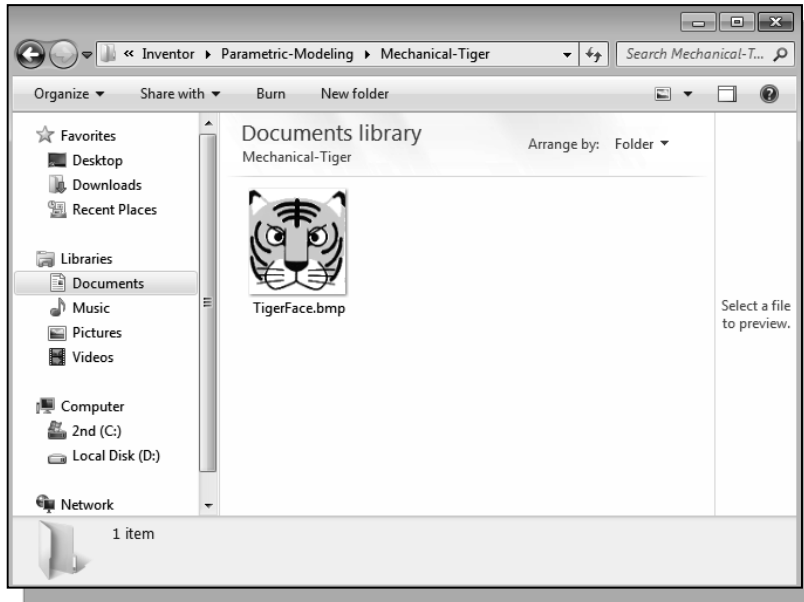 « Inventor ▸ Parametric-Modeling ▸ Mechanical-Tiger
Search Mechanical-T...
Organize ▾ Share with ▾ Burn New folder
Favorites
Desktop
Downloads
Recent Places
Libraries
Documents
Music
Pictures
Videos
Computer
2nd (C:)
Local Disk (D:)
Network
Documents library
Mechanical-Tiger
Arrange by: Folder ▾
TigerFace.bmp
Select a file
to preview.
1 item